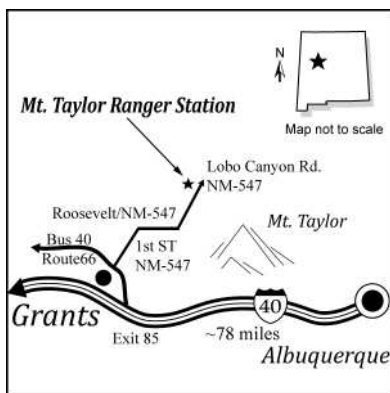 N
Map not to scale
Mt. Taylor Ranger Station
Lobo Canyon Rd.
NM-547
Roosevelt/NM-547
Mt. Taylor
1st ST
NM-547
Bus 40
Route66
Grants
40
Exit 85
~78 miles
Albuquerque